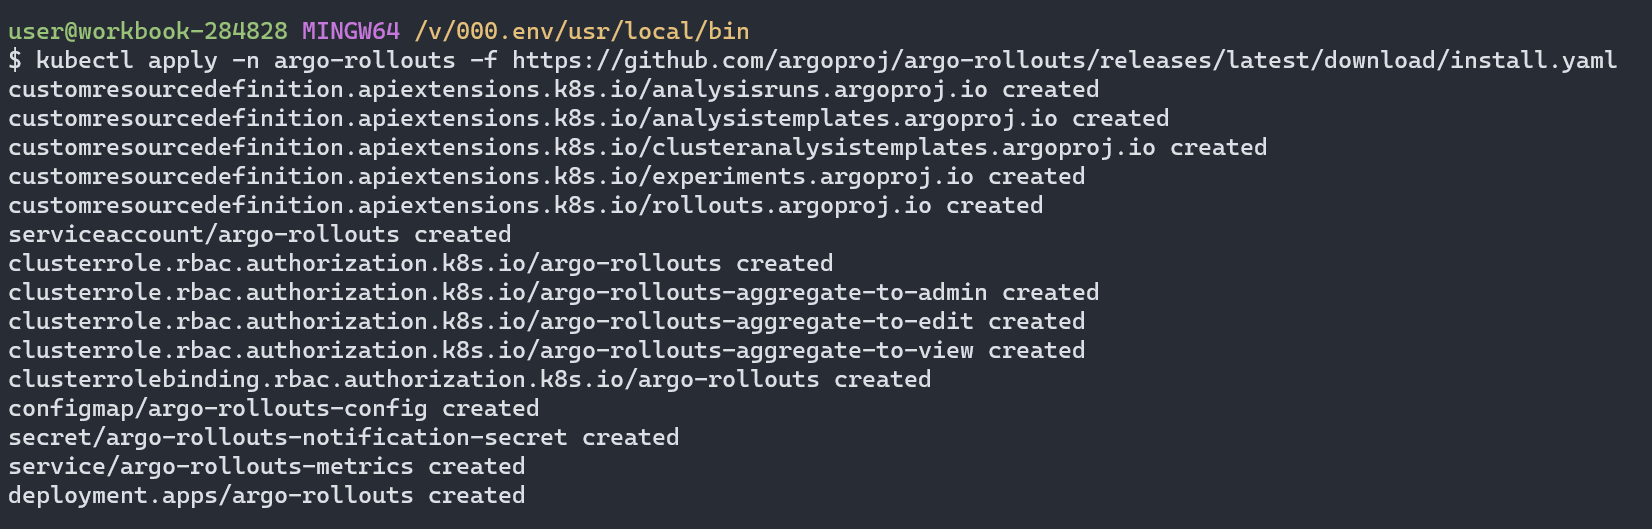 user@workbook-284828 MINGW64 /v/000.env/usr/local/bin
$ kubectl apply -n argo-rollouts -f https://github.com/argoproj/argo-rollouts/releases/latest/download/install.yaml
customresourcedefinition.apiextensions.k8s.io/analysisruns.argoproj.io created
customresourcedefinition.apiextensions.k8s.io/analysistemplates.argoproj.io created
customresourcedefinition.apiextensions.k8s.io/clusteranalysistemplates.argoproj.io created
customresourcedefinition.apiextensions.k8s.io/experiments.argoproj.io created
customresourcedefinition.apiextensions.k8s.io/rollouts.argoproj.io created
serviceaccount/argo-rollouts created
clusterrole.rbac.authorization.k8s.io/argo-rollouts created
clusterrole.rbac.authorization.k8s.io/argo-rollouts-aggregate-to-admin created
clusterrole.rbac.authorization.k8s.io/argo-rollouts-aggregate-to-edit created
clusterrole.rbac.authorization.k8s.io/argo-rollouts-aggregate-to-view created
clusterrolebinding.rbac.authorization.k8s.io/argo-rollouts created
configmap/argo-rollouts-config created
secret/argo-rollouts-notification-secret created
service/argo-rollouts-metrics created
deployment.apps/argo-rollouts created